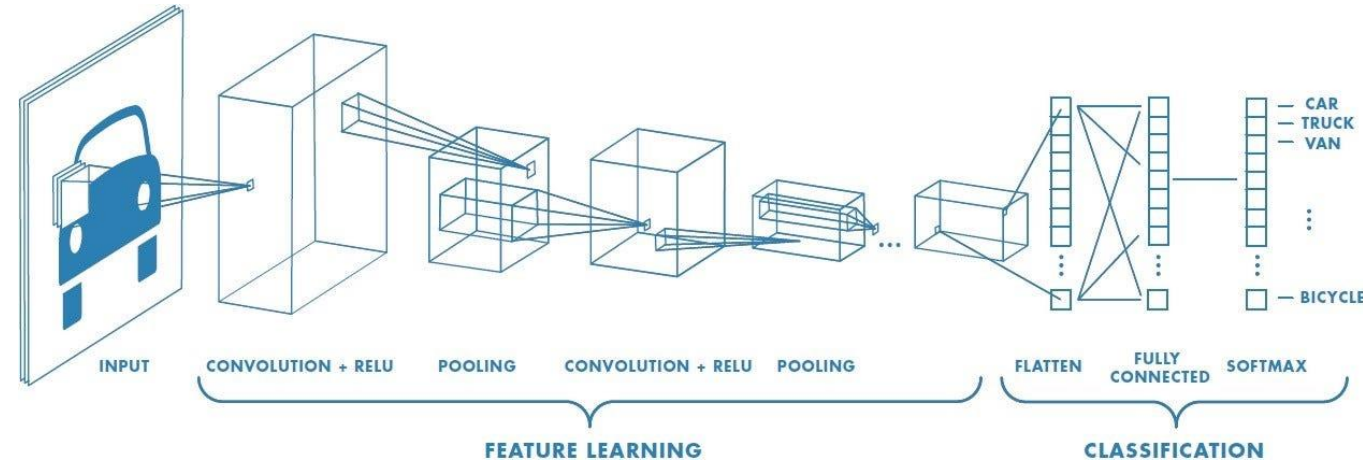 CAR
TRUCK
VAN
BICYCLE
INPUT
CONVOLUTION + RELU
POOLING
CONVOLUTION + RELU
POOLING
FLATTEN
FULLY
CONNECTED
SOFTMAX
FEATURE LEARNING
CLASSIFICATION